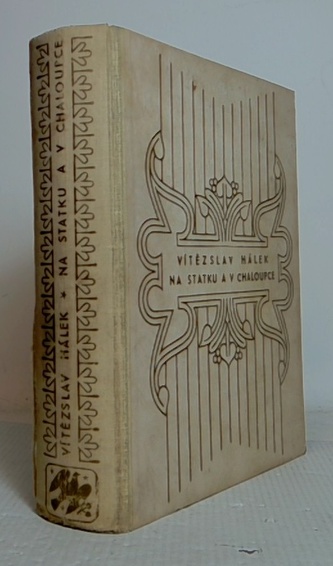 VÍTĚZSLAV HÁLEK * NA STATKU A V CHALOUPCE
VÍTĚZSLAV HÁLEK
NA STATKU A V CHALOUPCE